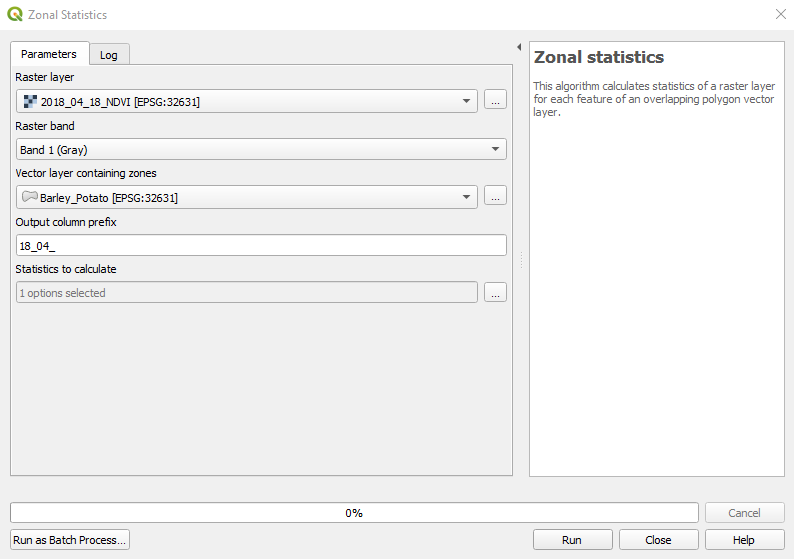 Zonal Statistics
Parameters
Log
Raster layer
2018_04_18_NDVI [EPSG:32631]
...
Raster band
Band 1 (Gray)
Vector layer containing zones
Barley_Potato [EPSG:32631]
...
Output column prefix
18_04_
Statistics to calculate
1 options selected
...
Zonal statistics
This algorithm calculates statistics of a raster layer
for each feature of an overlapping polygon vector
layer.
0%
Cancel
Run as Batch Process...
Run
Close
Help